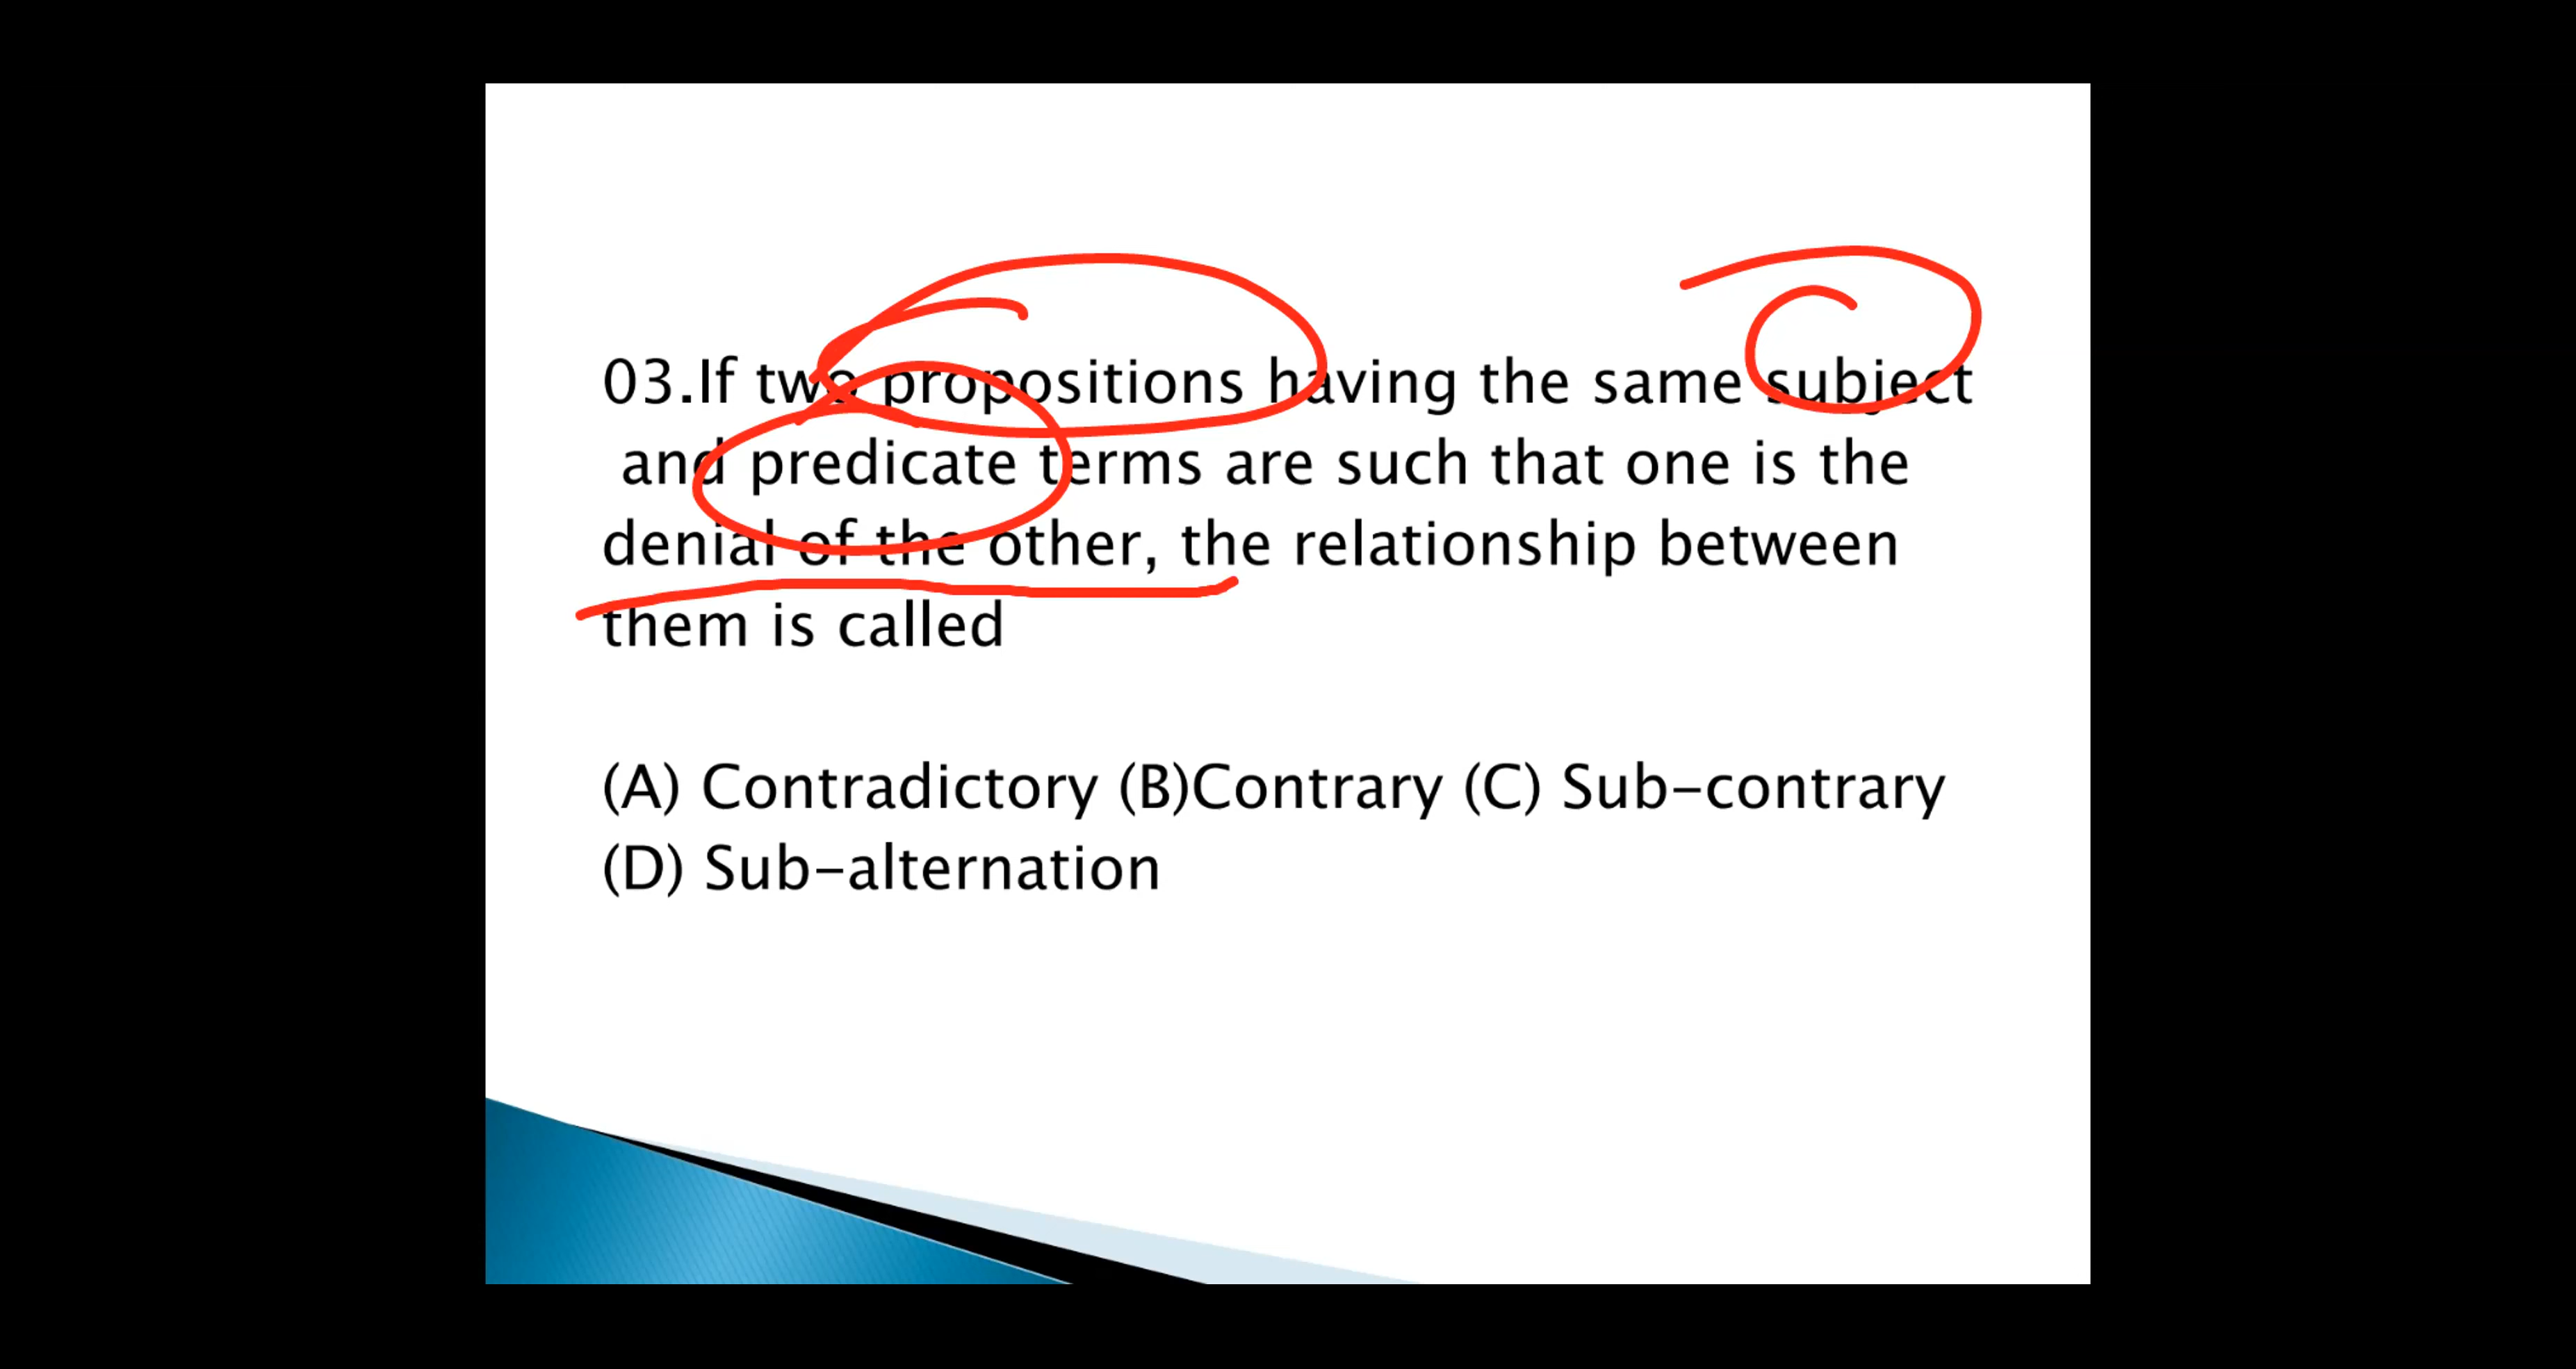 03.If two propositions having the same subject
and predicate terms are such that one is the
denial of the other, the relationship between
them is called
(A) Contradictory (B)Contrary (C) Sub-contrary
(D) Sub-alternation